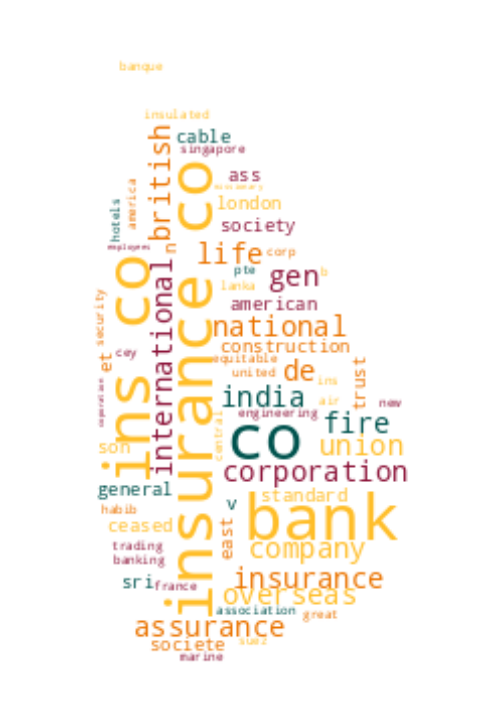 banque
insulated
cable
singapore
british
ass
missionary
america
london
hotels
society
employees
n
life
corp
insurance co
ins co
international
pte
gen
b
lanka
american
security
national
construction
cey
et
equitable
de
united
ins
trust
india
air
new
engineering
co
fire
central
son
union
corporation
general
v
standard
habib
bank
ceased
east
company
trading
banking
sri
france
insurance
overseas
association
great
assurance
societe
suez
marine